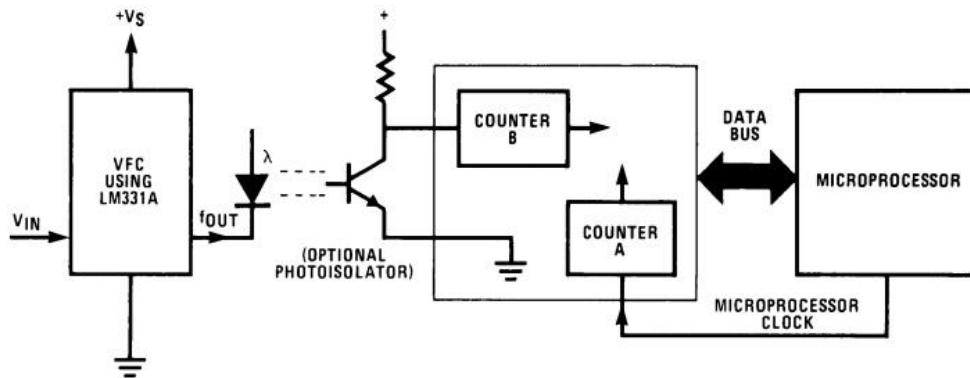 +VS
VFC
USING
LM331A
VIN
fOUT
λ
(OPTIONAL
PHOTOISOLATOR)
+
COUNTER
B
COUNTER
A
DATA
BUS
MICROPROCESSOR
MICROPROCESSOR
CLOCK